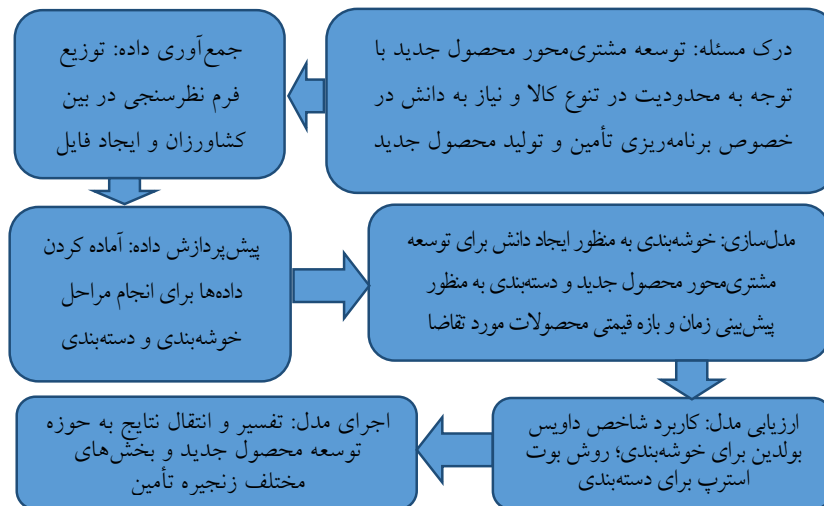 درک مسئله: توسعه مشتری‌محور محصول جدید با
توجه به محدودیت در تنوع کالا و نیاز به دانش در
خصوص برنامه‌ریزی تأمین و تولید محصول جدید
جمع‌آوری داده: توزیع
فرم نظرسنجی در بین
کشاورزان و ایجاد فایل
پیش‌پردازش داده: آماده کردن
داده‌ها برای انجام مراحل
خوشه‌بندی و دسته‌بندی
مدل‌سازی: خوشه‌بندی به منظور ایجاد دانش برای توسعه
مشتری‌محور محصول جدید و دسته‌بندی به منظور
پیش‌بینی زمان و بازه قیمتی محصولات مورد تقاضا
ارزیابی مدل: کاربرد شاخص داویس
بولدین برای خوشه‌بندی؛ روش بوت
استرپ برای دسته‌بندی
اجرای مدل: تفسیر و انتقال نتایج به حوزه
توسعه محصول جدید و بخش‌های
مختلف زنجیره تأمین